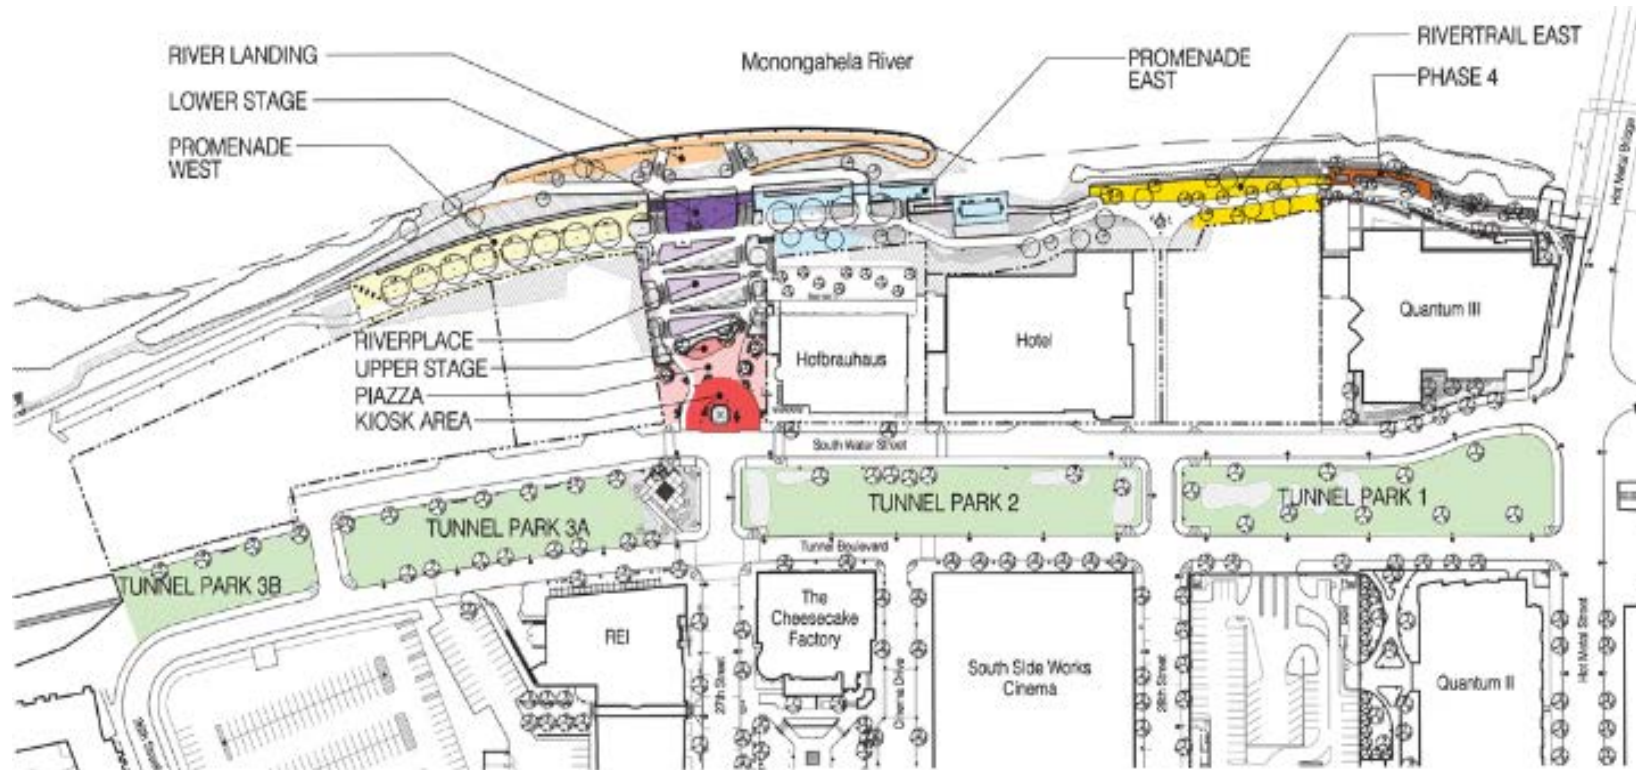 RIVER LANDING
LOWER STAGE
PROMENADE
WEST
Monongahela River
PROMENADE
EAST
RIVERTRAIL EAST
PHASE 4
Hot Metal Bridge
RIVERPLACE
UPPER STAGE
PIAZZA
KIOSK AREA
Hofbrauhaus
Hotel
Quantum III
South Water Street
TUNNEL PARK 3B
TUNNEL PARK 3A
TUNNEL PARK 2
TUNNEL PARK 1
Tunnel Boulevard
REI
The
Cheesecake
Factory
South Side Works
Cinema
Quantum III
26th Street
27th Street
Cinema Drive
28th Street
Hot Metal Street